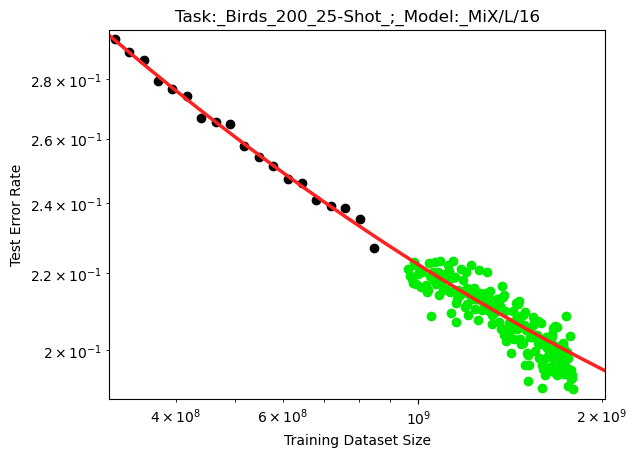 Task:_Birds_200_25-Shot_;_Model:_MiX/L/16
Test Error Rate
2.8 × 10⁻¹
2.6 × 10⁻¹
2.4 × 10⁻¹
2.2 × 10⁻¹
2 × 10⁻¹
4 × 10⁸ 6 × 10⁸ 10⁹ 2 × 10⁹
Training Dataset Size